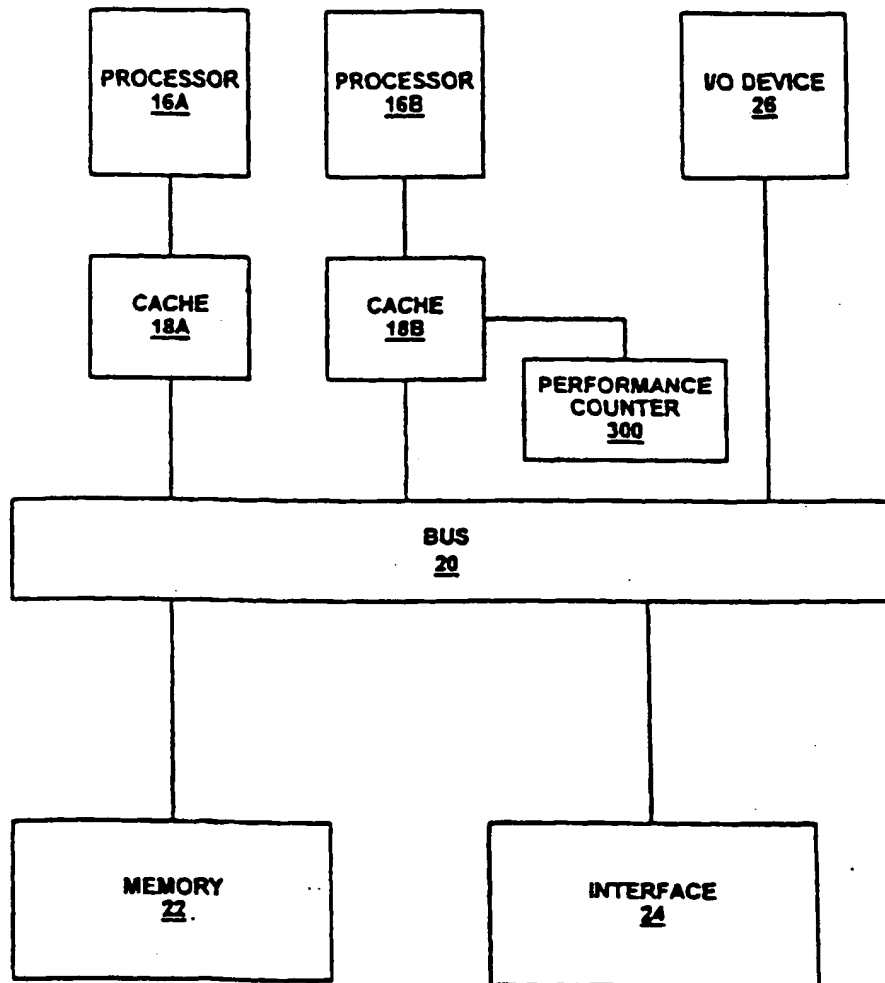 PROCESSOR
16A
PROCESSOR
16B
I/O DEVICE
26
CACHE
18A
CACHE
18B
PERFORMANCE
COUNTER
300
BUS
20
MEMORY
22
INTERFACE
24